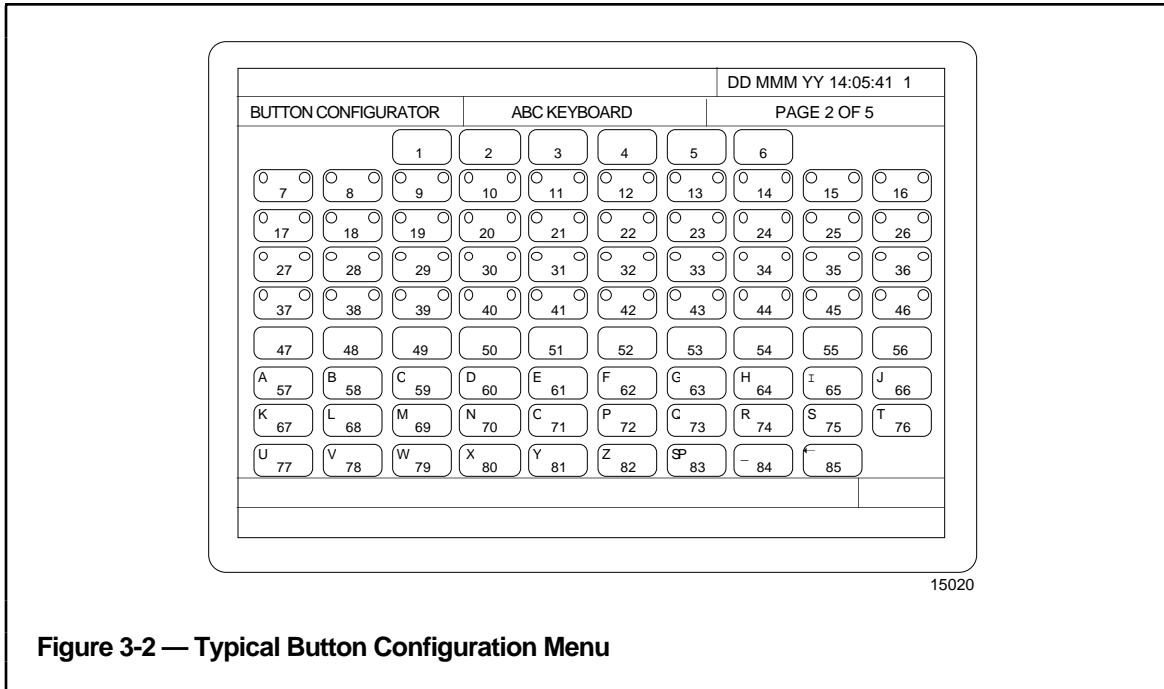 DD MMM YY 14:05:41 1
BUTTON CONFIGURATOR ABC KEYBOARD PAGE 2 OF 5
1 2 3 4 5 6
7 8 9 10 11 12 13 14 15 16
17 18 19 20 21 22 23 24 25 26
27 28 29 30 31 32 33 34 35 36
37 38 39 40 41 42 43 44 45 46
47 48 49 50 51 52 53 54 55 56
A 57 B 58 C 59 D 60 E 61 F 62 G 63 H 64 I 65 J 66
K 67 L 68 M 69 N 70 C 71 P 72 Q 73 R 74 S 75 T 76
U 77 V 78 W 79 X 80 Y 81 Z 82 SP 83 _ 84 ← 85
15020
Figure 3-2 — Typical Button Configuration Menu